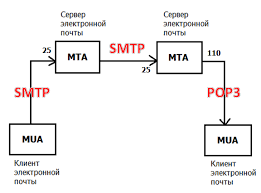 Сервер
электронной
почты
Сервер
электронной
почты
25
MTA
SMTP
25
MTA
110
SMTP
POP3
MUA
MUA
Клиент
электронной
почты
Клиент
электронной
почты